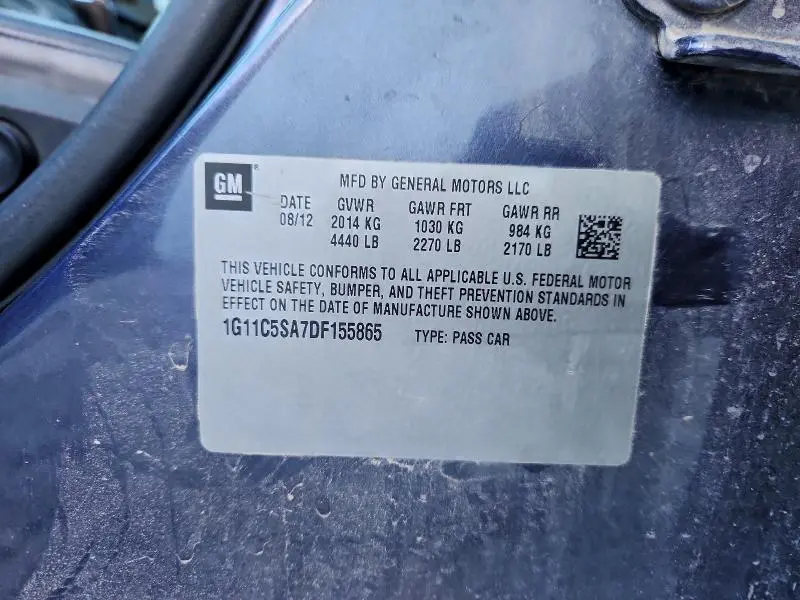 GM® MFD BY GENERAL MOTORS LLC
DATE GVWR GAWR FRT GAWR RR
08/12 2014 KG 1030 KG 984 KG
4440 LB 2270 LB 2170 LB
THIS VEHICLE CONFORMS TO ALL APPLICABLE U.S. FEDERAL MOTOR
VEHICLE SAFETY, BUMPER, AND THEFT PREVENTION STANDARDS IN
EFFECT ON THE DATE OF MANUFACTURE SHOWN ABOVE.
1G11C5SA7DF155865 TYPE: PASS CAR